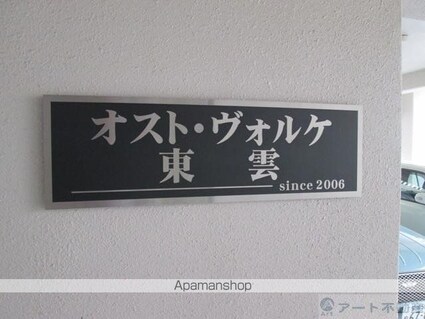 オスト・ヴォルケ
東雲
since 2006
Apamanshop
アート不動産